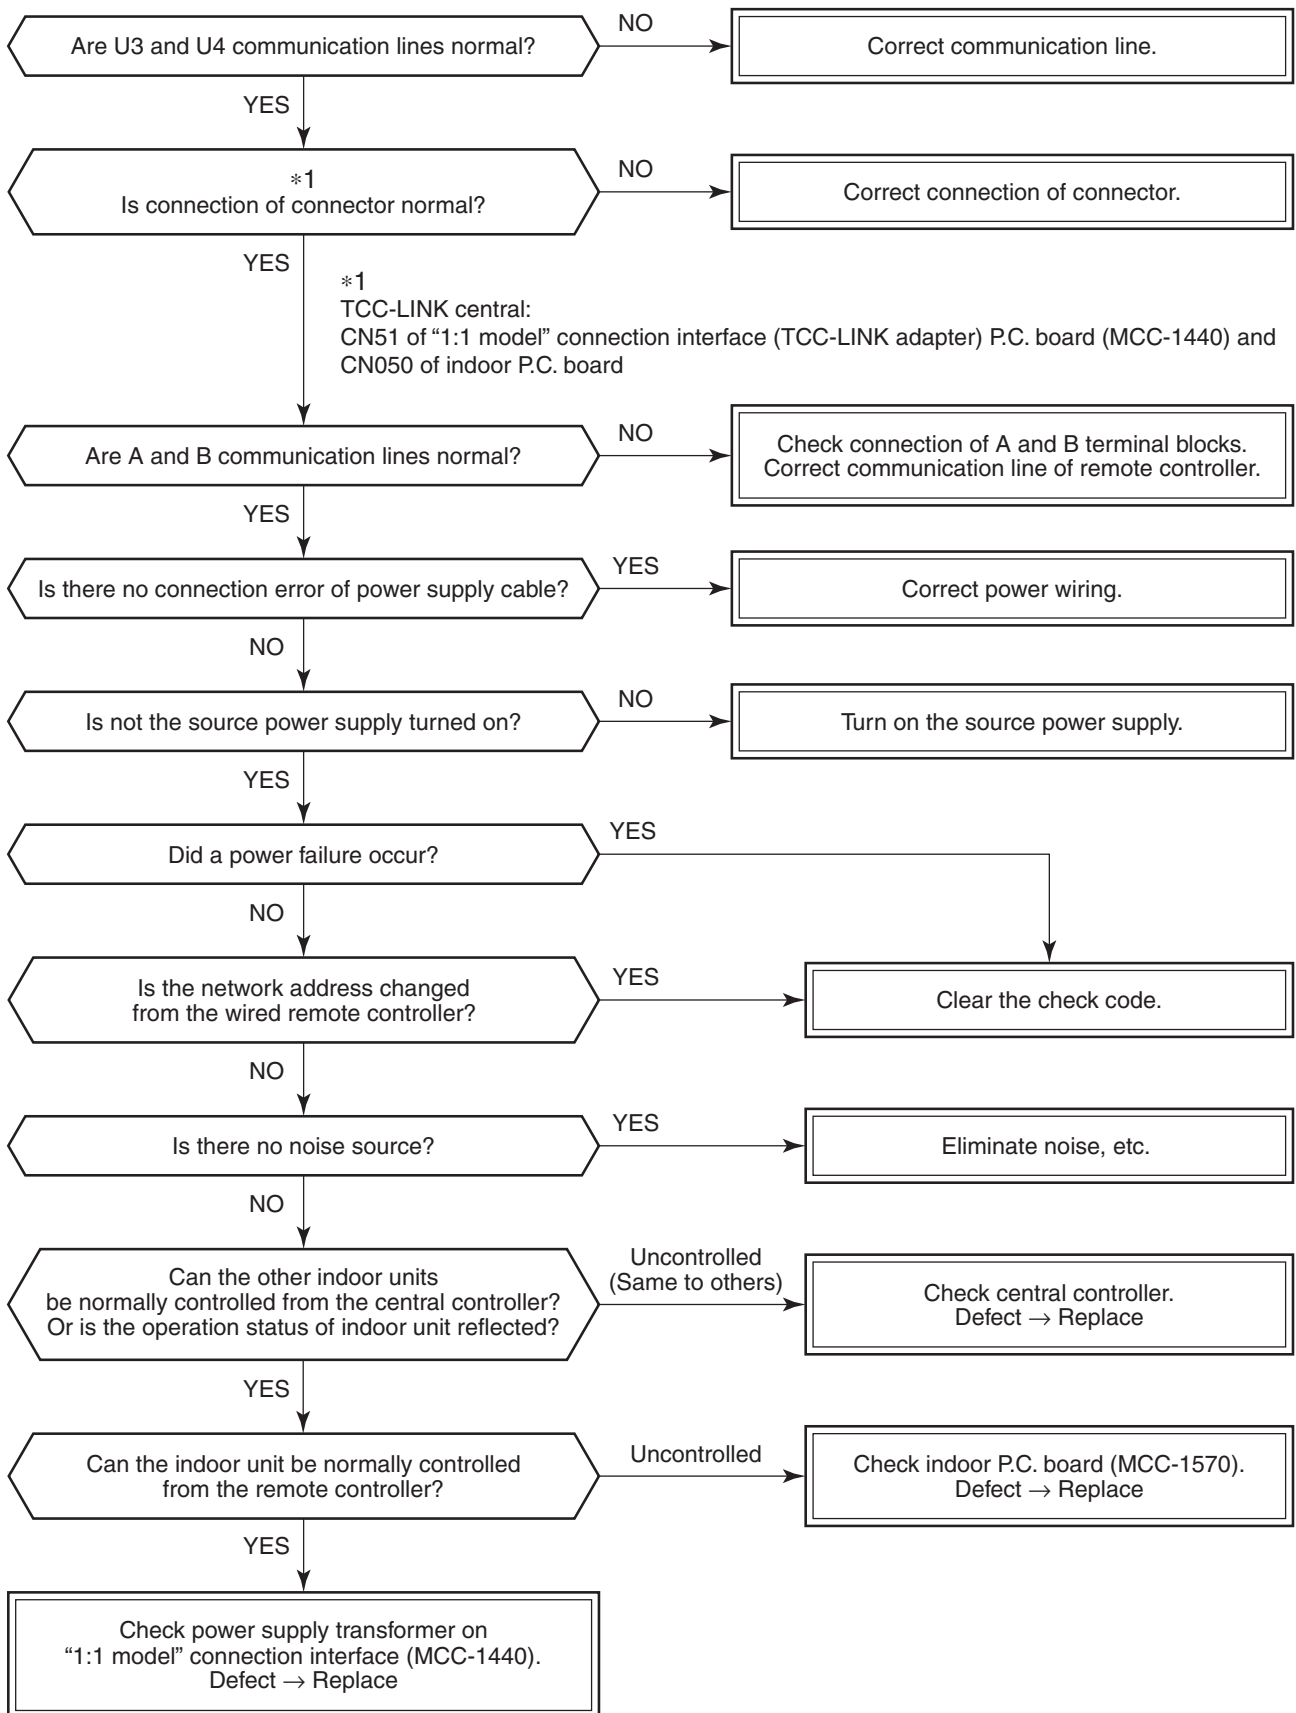 Are U3 and U4 communication lines normal?
NO
Correct communication line.
YES
*1
Is connection of connector normal?
NO
Correct connection of connector.
YES
*1
TCC-LINK central:
CN51 of “1:1 model” connection interface (TCC-LINK adapter) P.C. board (MCC-1440) and
CN050 of indoor P.C. board
Are A and B communication lines normal?
NO
Check connection of A and B terminal blocks.
Correct communication line of remote controller.
YES
Is there no connection error of power supply cable?
YES
Correct power wiring.
NO
Is not the source power supply turned on?
NO
Turn on the source power supply.
YES
Did a power failure occur?
YES
NO
Is the network address changed
from the wired remote controller?
YES
Clear the check code.
NO
Is there no noise source?
YES
Eliminate noise, etc.
NO
Can the other indoor units
be normally controlled from the central controller?
Or is the operation status of indoor unit reflected?
Uncontrolled
(Same to others)
Check central controller.
Defect → Replace
YES
Can the indoor unit be normally controlled
from the remote controller?
Uncontrolled
Check indoor P.C. board (MCC-1570).
Defect → Replace
YES
Check power supply transformer on
“1:1 model” connection interface (MCC-1440).
Defect → Replace